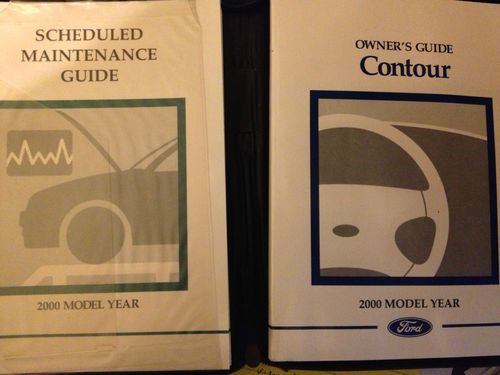 SCHEDULED
MAINTENANCE
GUIDE
2000 MODEL YEAR
OWNER'S GUIDE
Contour
2000 MODEL YEAR
Ford